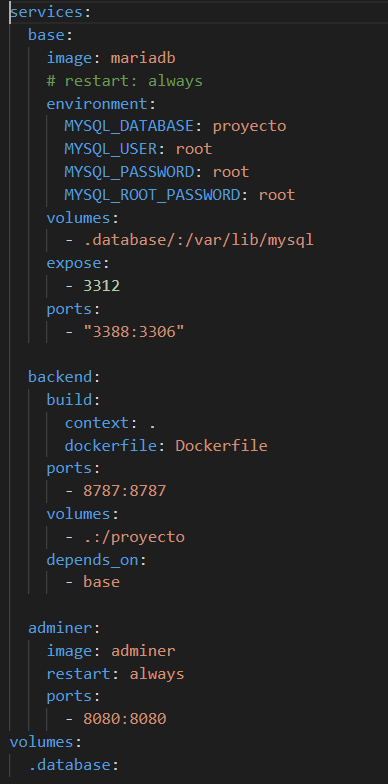 services:
  base:
    image: mariadb
    # restart: always
    environment:
      MYSQL_DATABASE: proyecto
      MYSQL_USER: root
      MYSQL_PASSWORD: root
      MYSQL_ROOT_PASSWORD: root
    volumes:
      - .database/:/var/lib/mysql
    expose:
      - 3312
    ports:
      - "3388:3306"

  backend:
    build:
      context: .
      dockerfile: Dockerfile
    ports:
      - 8787:8787
    volumes:
      - .:/proyecto
    depends_on:
      - base

  adminer:
    image: adminer
    restart: always
    ports:
      - 8080:8080
volumes:
  .database: